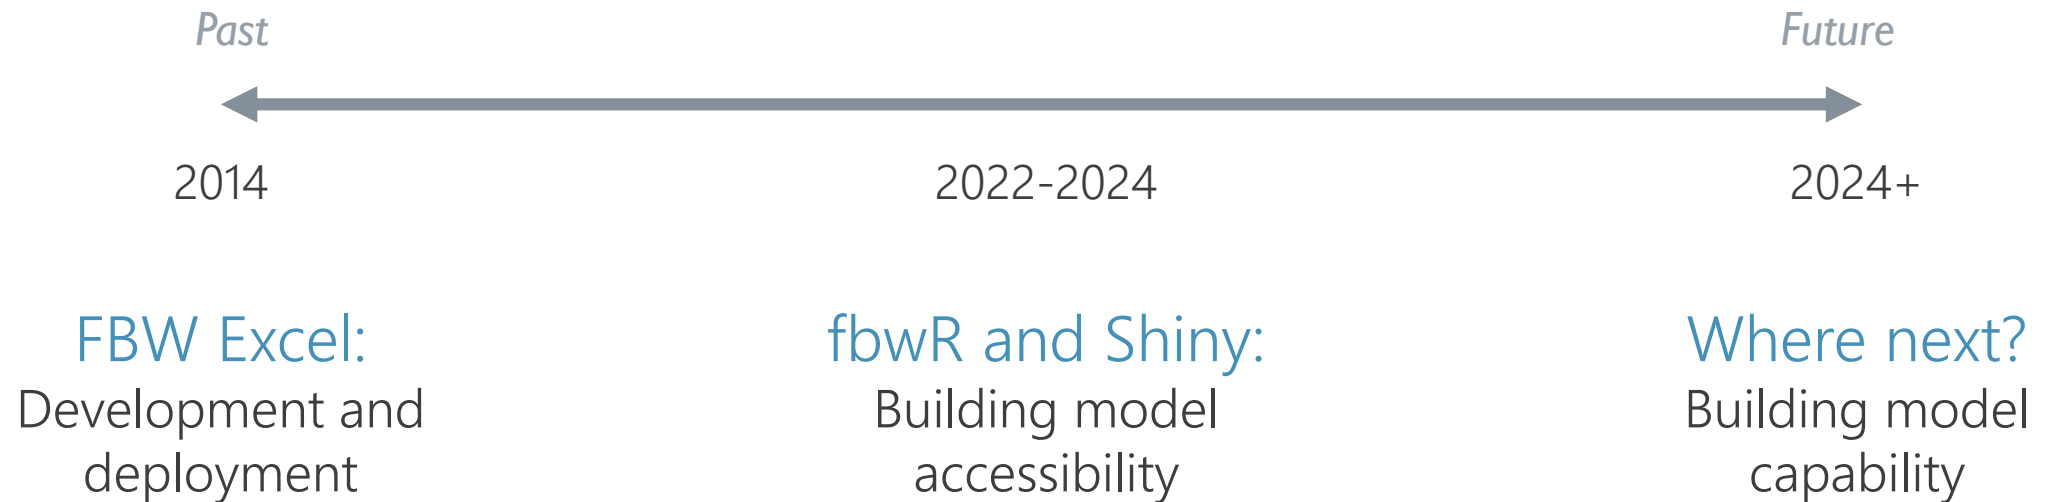 Past
Future
2014
2022-2024
2024+
FBW Excel:
Development and
deployment
fbwR and Shiny:
Building model
accessibility
Where next?
Building model
capability